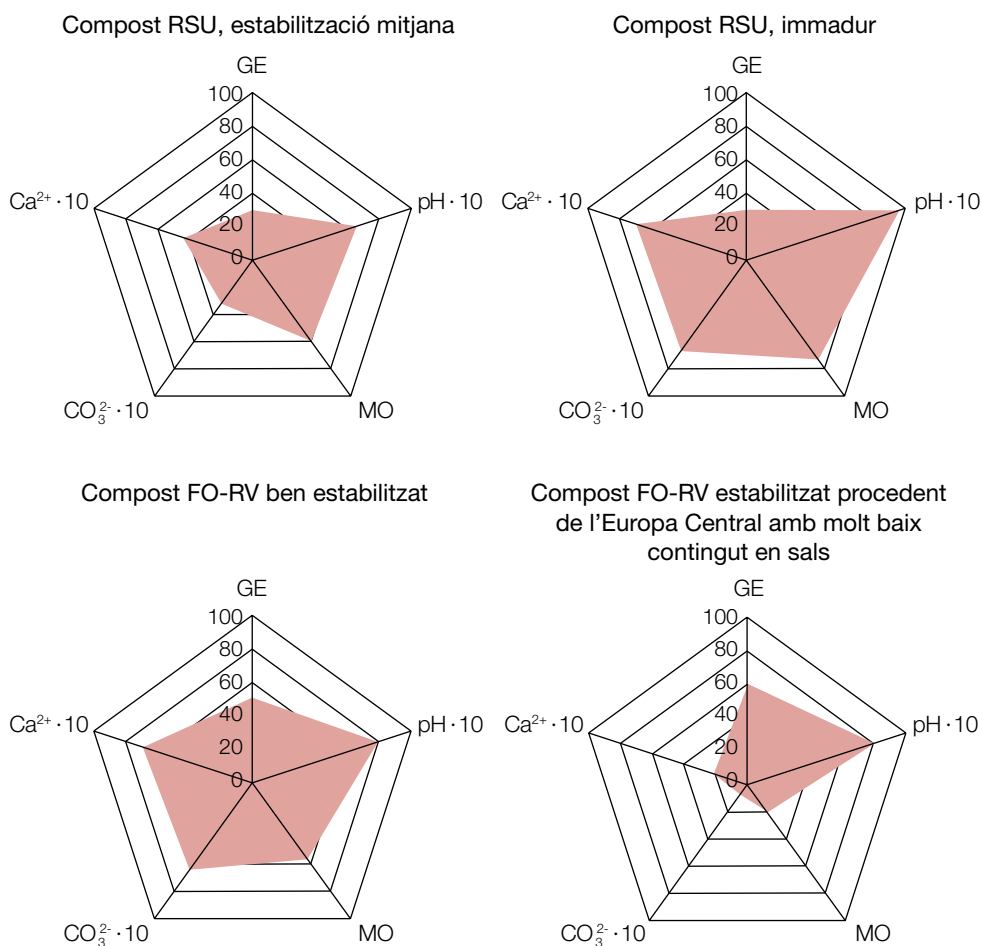 Compost RSU, estabilització mitjana
GE
100
80
60
40
20
0
Ca²⁺ · 10
pH · 10
CO₃²⁻ · 10
MO
Compost RSU, immadur
GE
100
80
60
40
20
0
Ca²⁺ · 10
pH · 10
CO₃²⁻ · 10
MO
Compost FO-RV ben estabilitzat
GE
100
80
60
40
20
0
Ca²⁺ · 10
pH · 10
CO₃²⁻ · 10
MO
Compost FO-RV estabilitzat procedent
de l’Europa Central amb molt baix
contingut en sals
GE
100
80
60
40
20
0
Ca²⁺ · 10
pH · 10
CO₃²⁻ · 10
MO